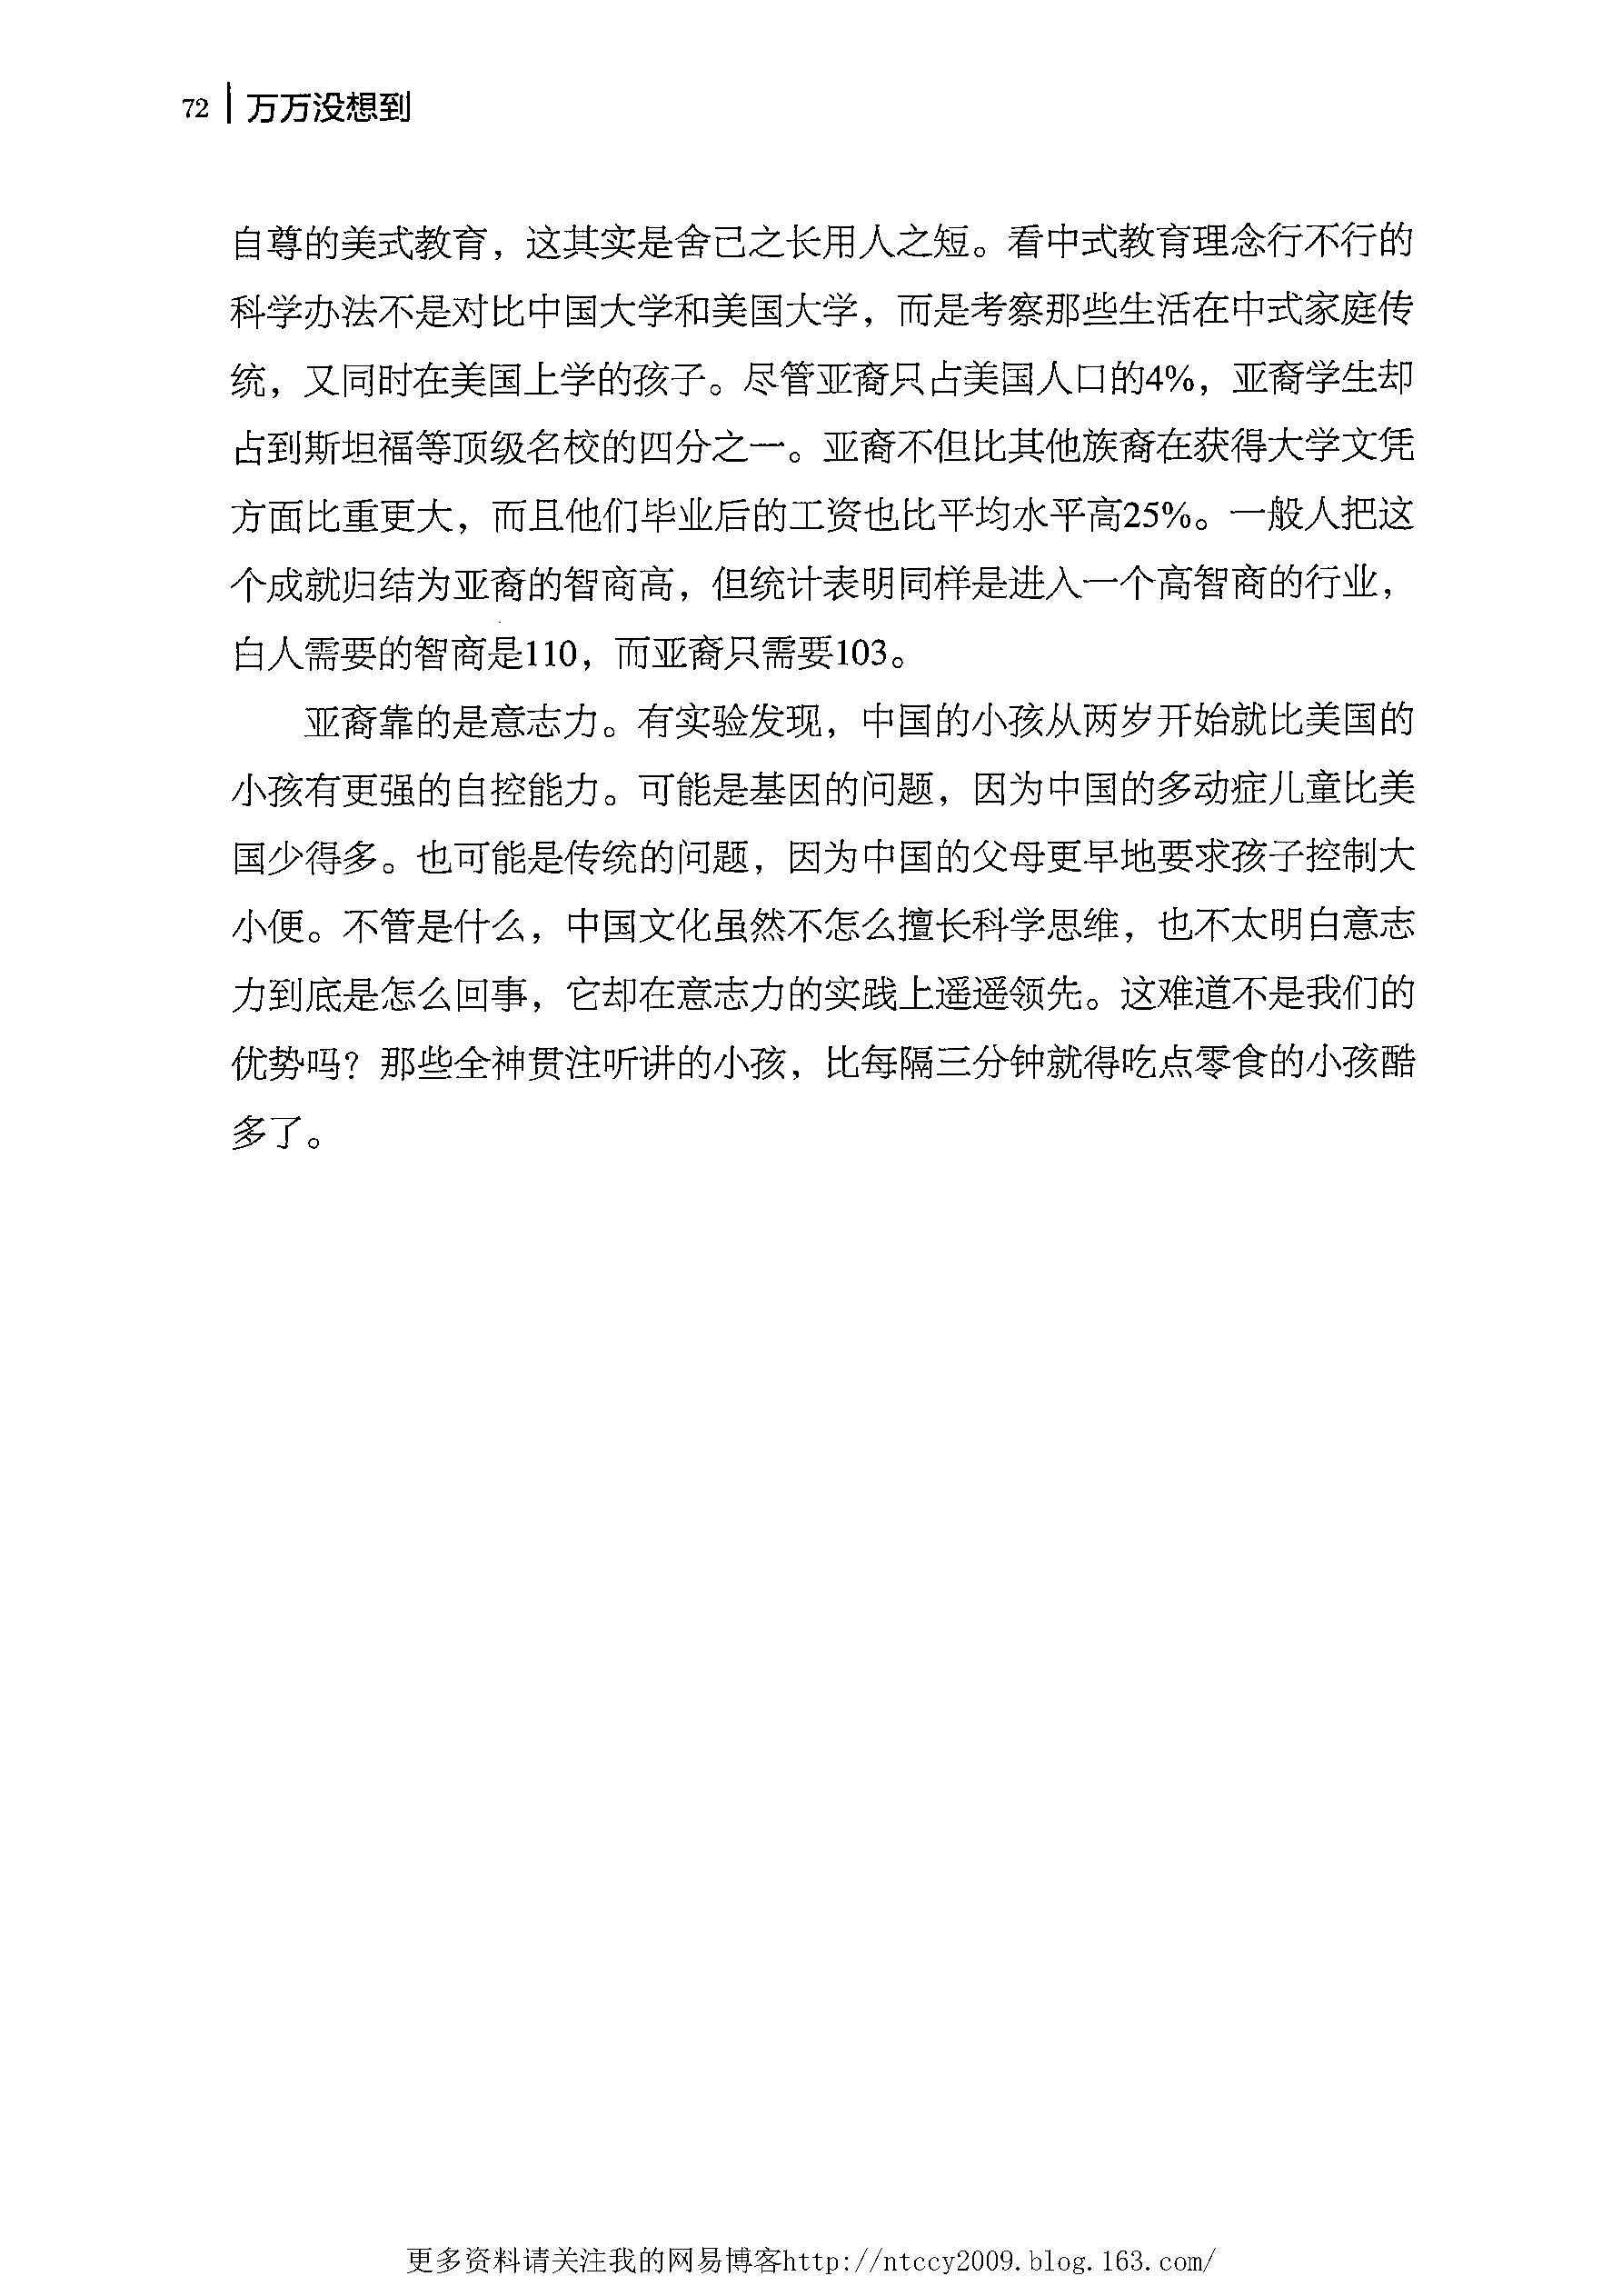 72 | 万万没想到
自尊的美式教育，这其实是舍己之长用人之短。看中式教育理念行不行的
科学办法不是对比中国大学和美国大学，而是考察那些生活在中式家庭传
统，又同时在美国上学的孩子。尽管亚裔只占美国人口的4%，亚裔学生却
占到斯坦福等顶级名校的四分之一。亚裔不但比其他族裔在获得大学文凭
方面比重更大，而且他们毕业后的工资也比平均水平高25%。一般人把这
个成就归结为亚裔的智商高，但统计表明同样是进入一个高智商的行业，
白人需要的智商是110，而亚裔只需要103。
亚裔靠的是意志力。有实验发现，中国的小孩从两岁开始就比美国的
小孩有更强的自控能力。可能是基因的问题，因为中国的多动症儿童比美
国少得多。也可能是传统的问题，因为中国的父母更早地要求孩子控制大
小便。不管是什么，中国文化虽然不怎么擅长科学思维，也不太明白意志
力到底是怎么回事，它却在意志力的实践上遥遥领先。这难道不是我们的
优势吗？那些全神贯注听讲的小孩，比每隔三分钟就得吃点零食的小孩酷
多了。
更多资料请关注我的网易博客http://ntccy2009.blog.163.com/